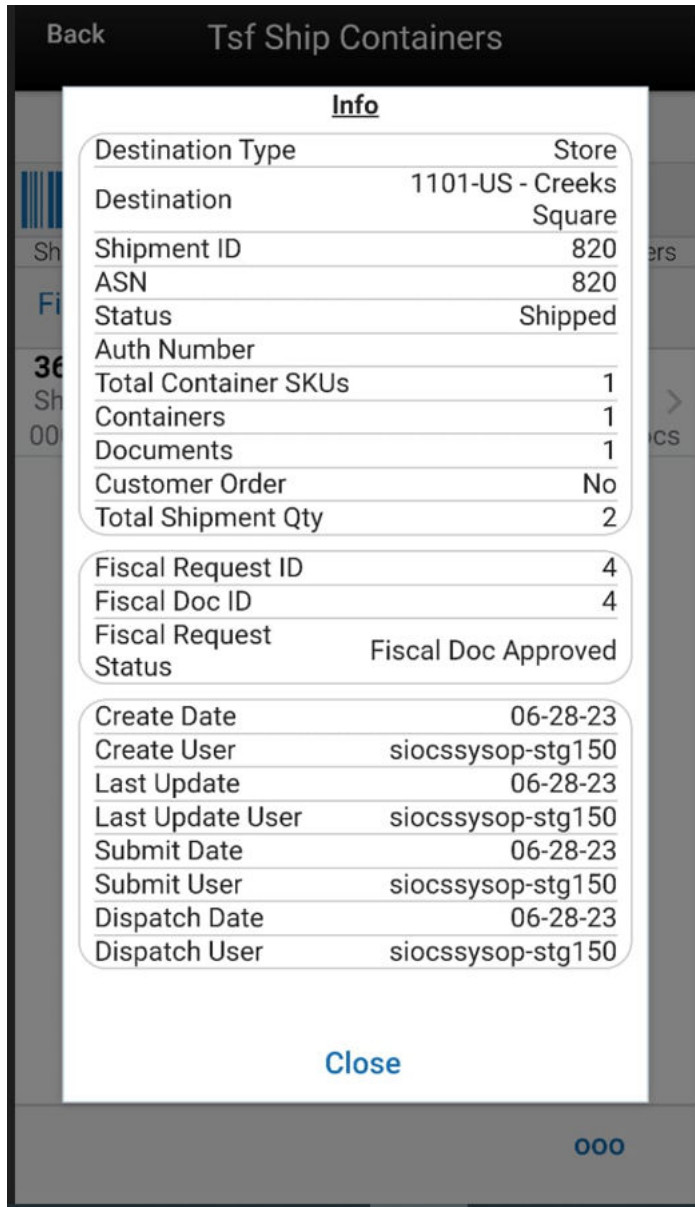 Back Tsf Ship Containers
Info
Destination Type Store
Destination 1101-US - Creeks
Square
Shipment ID 820
ASN 820
Status Shipped
Auth Number
Total Container SKUs 1
Containers 1
Documents 1
Customer Order No
Total Shipment Qty 2
Fiscal Request ID 4
Fiscal Doc ID 4
Fiscal Request
Status Fiscal Doc Approved
Create Date 06-28-23
Create User siocssysop-stg150
Last Update 06-28-23
Last Update User siocssysop-stg150
Submit Date 06-28-23
Submit User siocssysop-stg150
Dispatch Date 06-28-23
Dispatch User siocssysop-stg150
Close